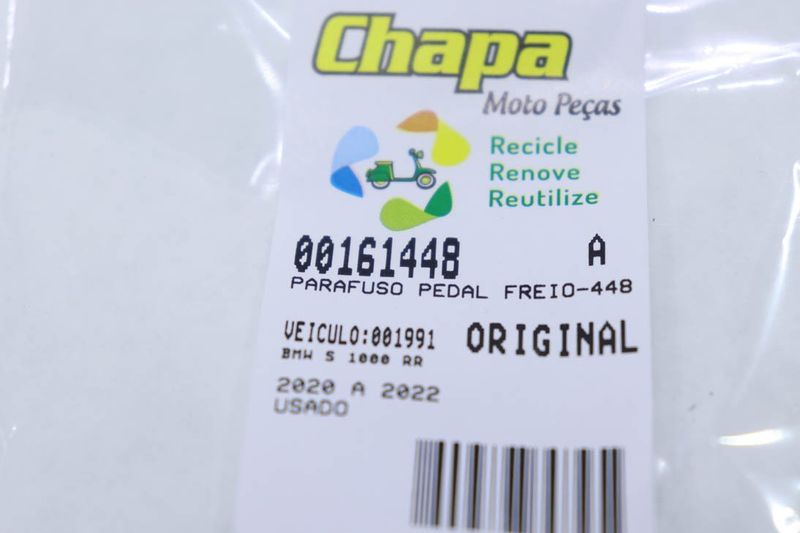 Chapa
Moto Peças
Recicle
Renove
Reutilize
00161448 A
PARAFUSO PEDAL FREIO-448
VEICULO:001991 ORIGINAL
BMW S 1000 RR
2020 A 2022
USADO